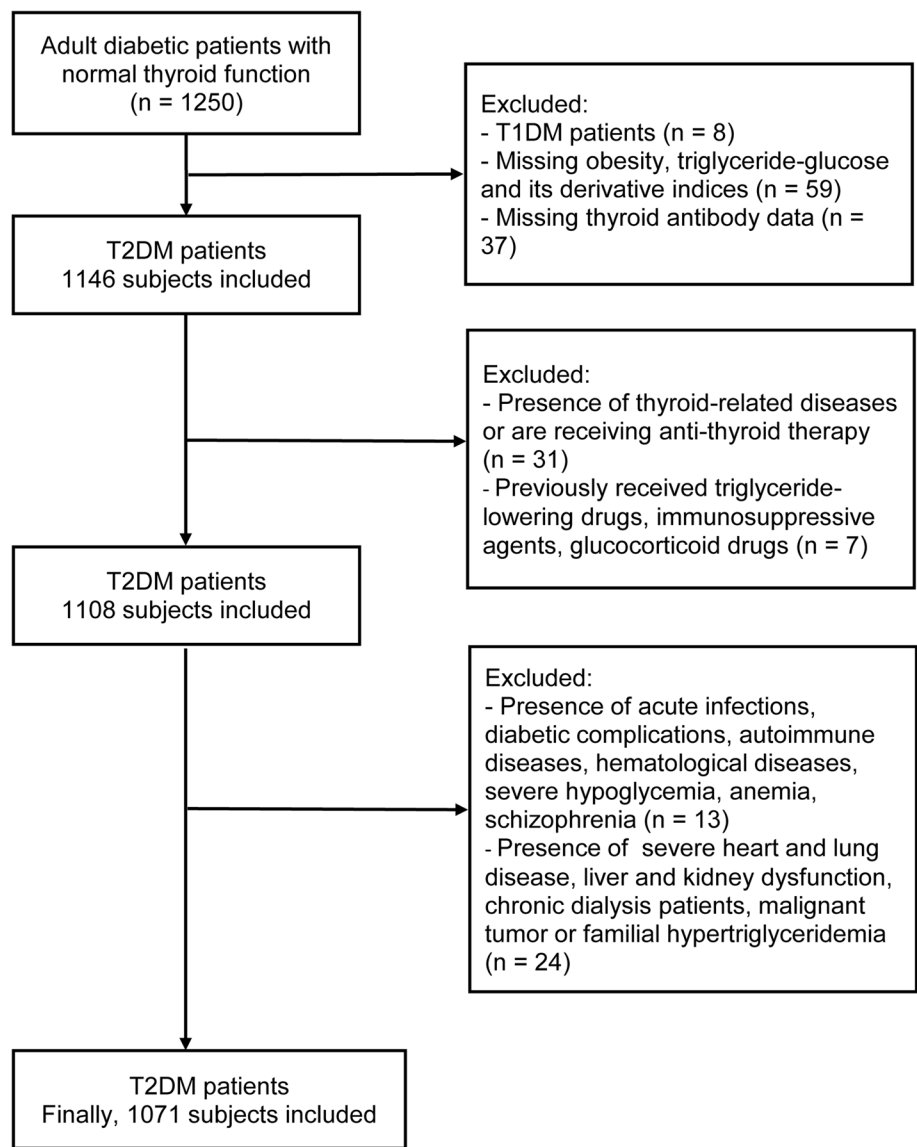 Adult diabetic patients with
normal thyroid function
(n = 1250)
Excluded:
- T1DM patients (n = 8)
- Missing obesity, triglyceride-glucose
and its derivative indices (n = 59)
- Missing thyroid antibody data (n =
37)
T2DM patients
1146 subjects included
Excluded:
- Presence of thyroid-related diseases
or are receiving anti-thyroid therapy
(n = 31)
- Previously received triglyceride-
lowering drugs, immunosuppressive
agents, glucocorticoid drugs (n = 7)
T2DM patients
1108 subjects included
Excluded:
- Presence of acute infections,
diabetic complications, autoimmune
diseases, hematological diseases,
severe hypoglycemia, anemia,
schizophrenia (n = 13)
- Presence of  severe heart and lung
disease, liver and kidney dysfunction,
chronic dialysis patients, malignant
tumor or familial hypertriglyceridemia
(n = 24)
T2DM patients
Finally, 1071 subjects included